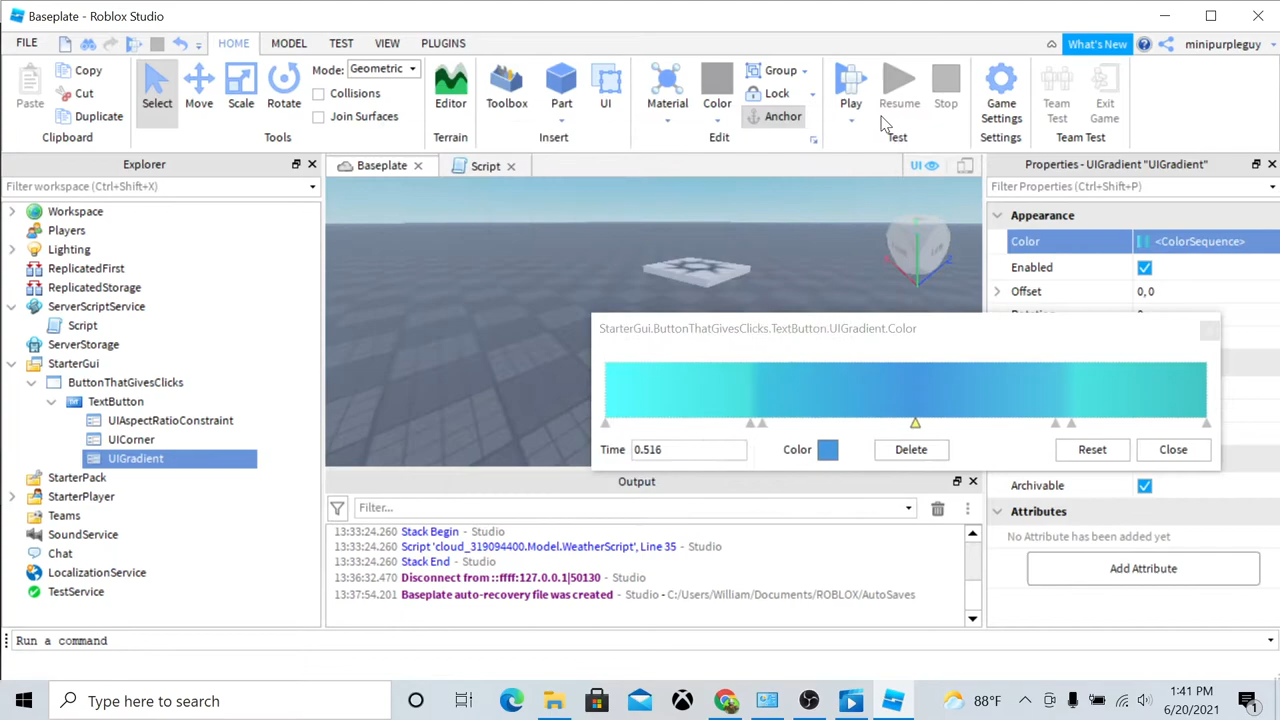 Baseplate - Roblox Studio
FILE
HOME
MODEL
TEST
VIEW
PLUGINS
What's New
minipurpleguy
Paste
Copy
Cut
Duplicate
Clipboard
Select
Move
Scale
Rotate
Mode: Geometric
Collisions
Join Surfaces
Tools
Editor
Terrain
Toolbox
Part
UI
Insert
Material
Color
Group
Lock
Anchor
Edit
Play
Resume
Stop
Test
Game
Settings
Settings
Team
Test
Exit
Game
Team Test
Explorer
Filter workspace (Ctrl+Shift+X)
Workspace
Players
Lighting
ReplicatedFirst
ReplicatedStorage
ServerScriptService
Script
ServerStorage
StarterGui
ButtonThatGivesClicks
TextButton
UIAspectRatioConstraint
UICorner
UIGradient
StarterPack
StarterPlayer
Teams
SoundService
Chat
LocalizationService
TestService
Baseplate
Script
UI
StarterGui.ButtonThatGivesClicks.TextButton.UIGradient.Color
Time 0.516
Color
Delete
Reset
Close
Output
Filter...
Stack Begin - Studio
13:33:24.260 Stack Begin - Studio
13:33:24.260 Script 'cloud_319094400.Model.WeatherScript', Line 35 - Studio
13:33:24.260 Stack End - Studio
13:36:32.470 Disconnect from ::ffff:127.0.0.1|50130 - Studio
13:37:54.201 Baseplate auto-recovery file was created - Studio - C:/Users/William/Documents/ROBLOX/AutoSaves
Properties - UIGradient "UIGradient"
Filter Properties (Ctrl+Shift+P)
Appearance
Color <ColorSequence>
Enabled
Offset 0, 0
Archivable
Attributes
No Attribute has been added yet
Add Attribute
Run a command
Type here to search
88°F
1:41 PM
6/20/2021
1